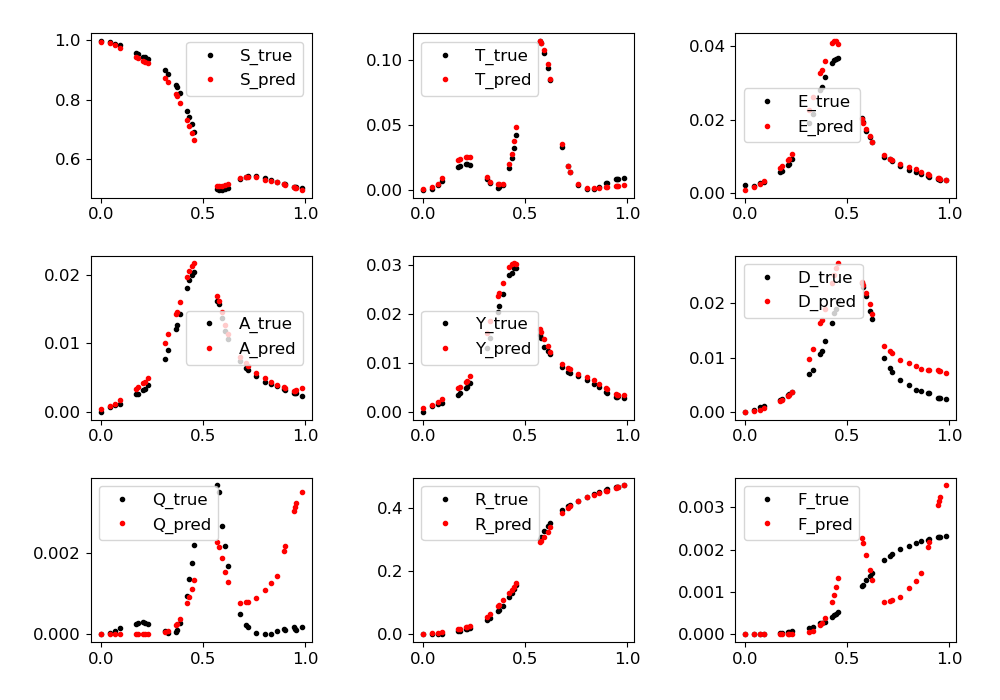 1.0
0.8
0.6
0.0 0.5 1.0
S_true
S_pred
0.10
0.05
0.00
0.0 0.5 1.0
T_true
T_pred
0.04
0.02
0.00
0.0 0.5 1.0
E_true
E_pred
0.02
0.01
0.00
0.0 0.5 1.0
A_true
A_pred
0.03
0.02
0.01
0.00
0.0 0.5 1.0
Y_true
Y_pred
0.02
0.01
0.00
0.0 0.5 1.0
D_true
D_pred
0.002
0.000
0.0 0.5 1.0
Q_true
Q_pred
0.4
0.2
0.0
0.0 0.5 1.0
R_true
R_pred
0.003
0.002
0.001
0.000
0.0 0.5 1.0
F_true
F_pred